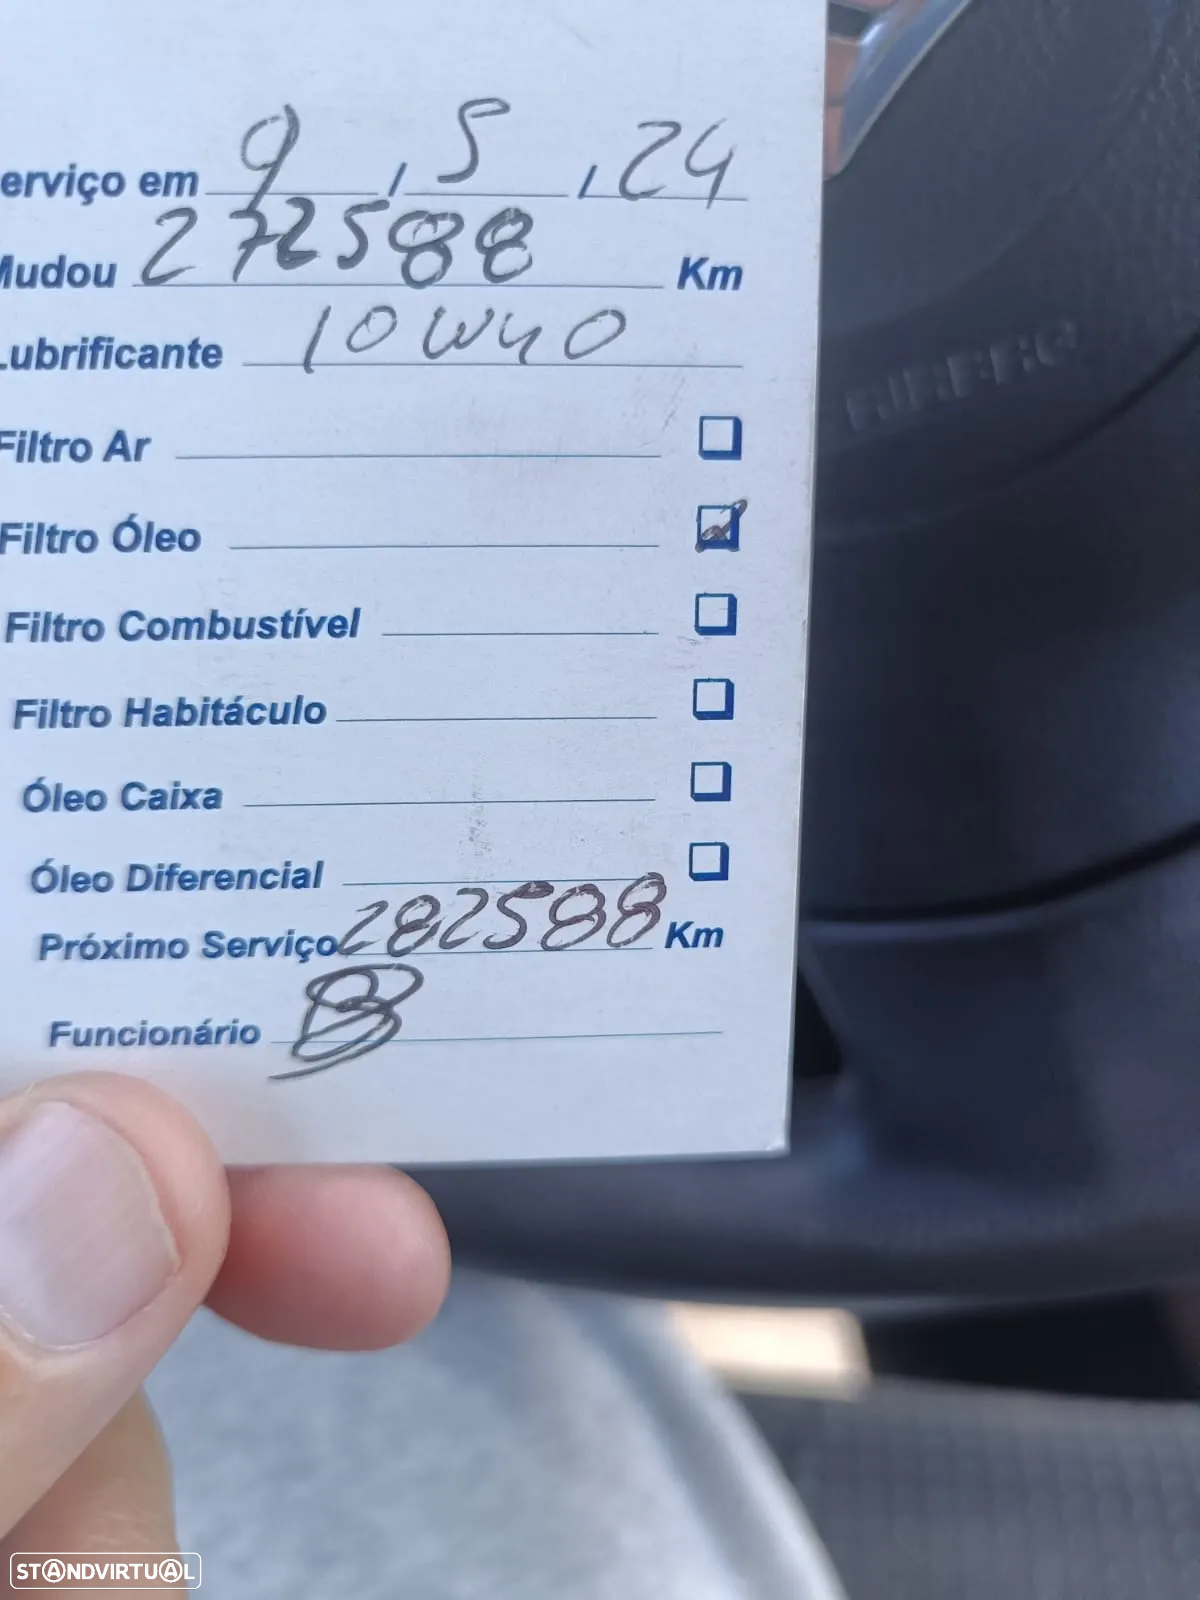 erviço em 9 / 5 / 24
Mudou 272588 Km
Lubrificante 10W40
Filtro Ar
Filtro Óleo
Filtro Combustível
Filtro Habitáculo
Óleo Caixa
Óleo Diferencial
Próximo Serviço 282588 Km
Funcionário
AIRBAG
STANDVIRTUAL